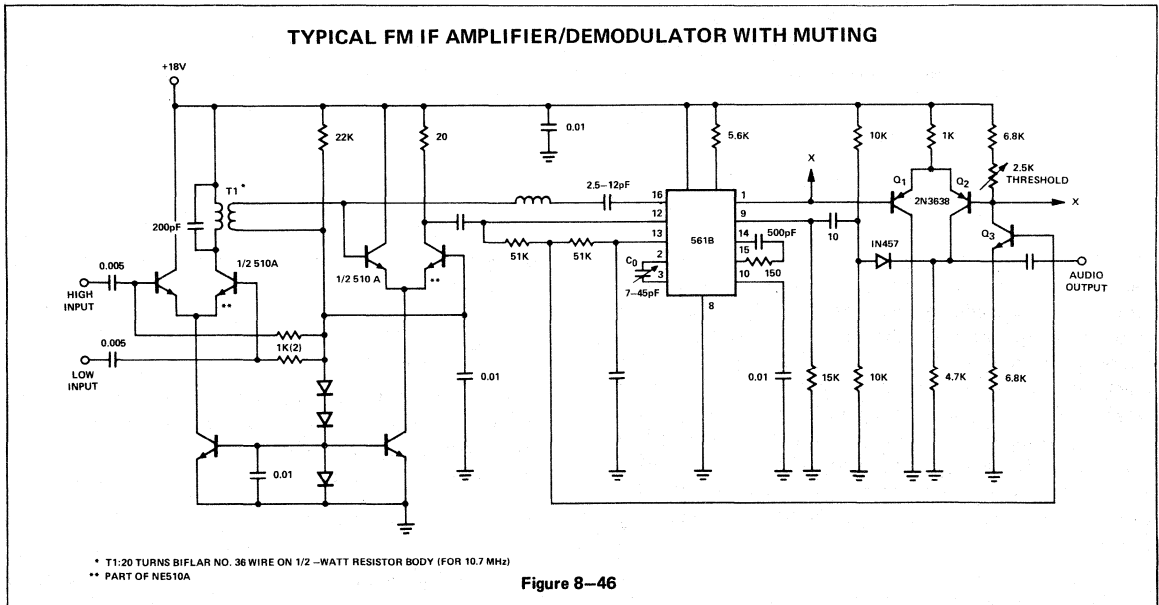 TYPICAL FM IF AMPLIFIER/DEMODULATOR WITH MUTING
+18V
22K
20
0.01
5.6K
10K
1K
6.8K
T1*
2.5–12pF
X
Q1
Q2
2.5K
THRESHOLD
2N3638
X
200pF
16
1
12
9
13
561B
14
500pF
10
2
15
3
10
150
C0
7–45pF
8
51K
51K
1/2 510A
1/2 510 A
**
**
IN457
Q3
AUDIO
OUTPUT
0.005
HIGH
INPUT
0.005
LOW
INPUT
1K(2)
0.01
0.01
15K
10K
4.7K
6.8K
0.01
* T1:20 TURNS BIFLAR NO. 36 WIRE ON 1/2 –WATT RESISTOR BODY (FOR 10.7 MHz)
** PART OF NE510A
Figure 8–46